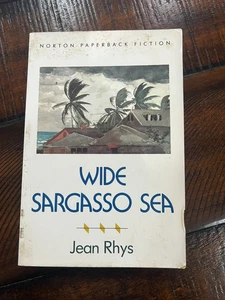 NORTON PAPERBACK FICTION
WIDE
SARGASSO SEA
Jean Rhys